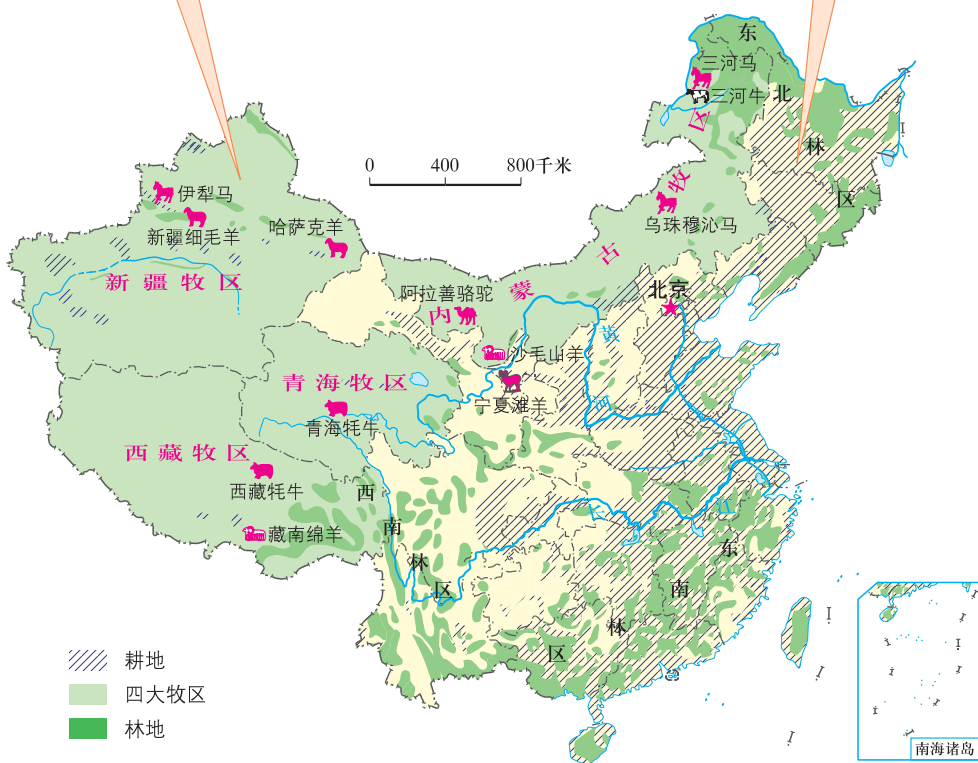 东
北
林
区
三河马
三河牛
0 400 800千米
伊犁马
新疆细毛羊
哈萨克羊
新疆牧区
乌珠穆沁马
内蒙古牧区
阿拉善骆驼
北京
沙毛山羊
宁夏滩羊
黄
河
青海牧区
青海牦牛
西藏牧区
西藏牦牛
藏南绵羊
西
南
林
区
长
江
东
南
林
区
耕地
四大牧区
林地
南海诸岛